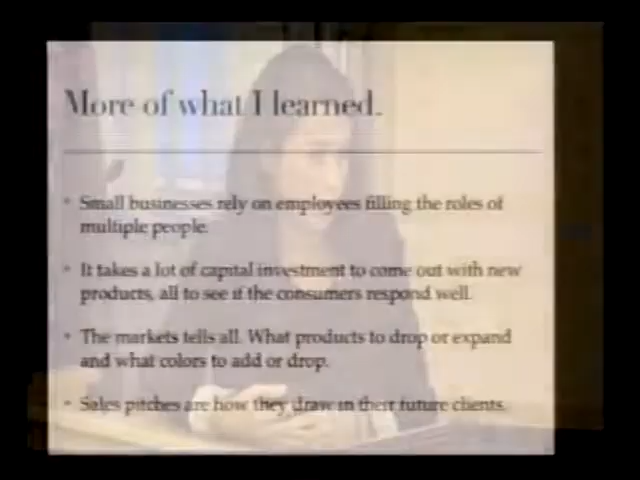 More of what I learned.
• Small businesses rely on employees filling the roles of
multiple people.
• It takes a lot of capital investment to come out with new
products, all to see if the consumers respond well.
• The markets tells all. What products to drop or expand
and what colors to add or drop.
• Sales pitches are how they draw in their future clients.